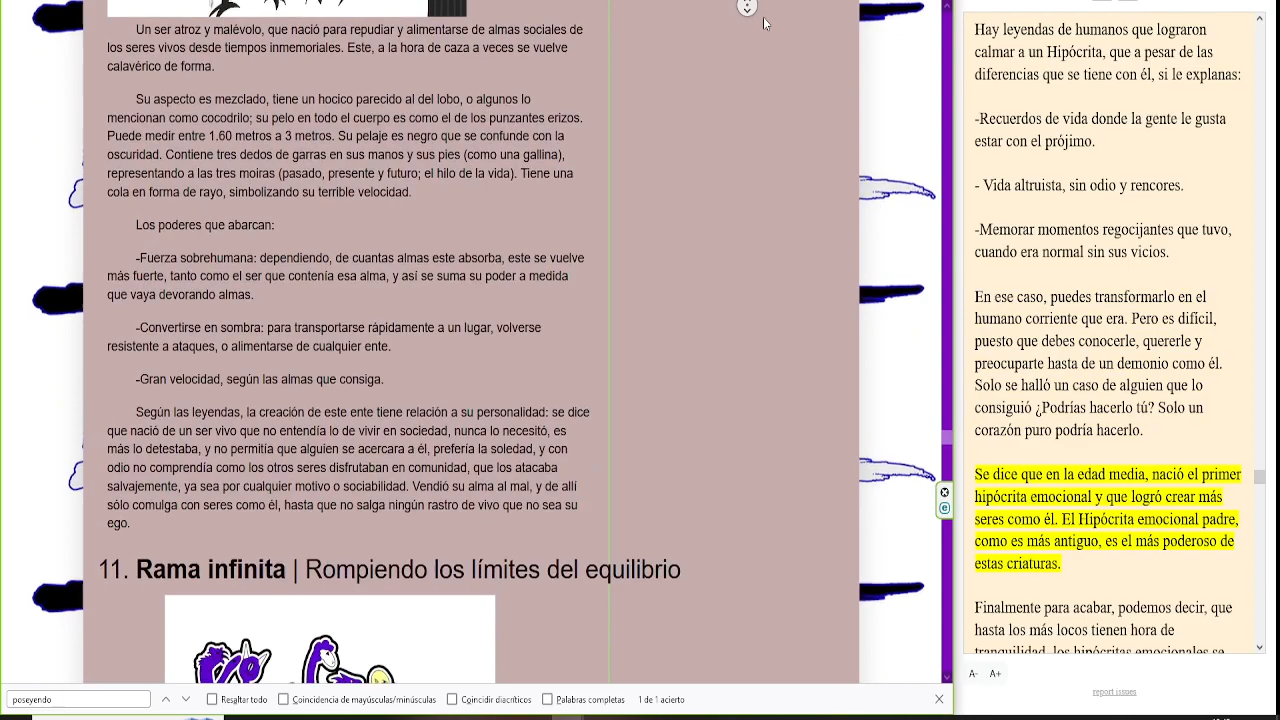 Un ser atroz y malévolo, que nació para repudiar y alimentarse de almas sociales de
los seres vivos desde tiempos inmemoriales. Este, a la hora de caza a veces se vuelve
calavérico de forma.
Su aspecto es mezclado, tiene un hocico parecido al del lobo, o algunos lo
mencionan como cocodrilo; su pelo en todo el cuerpo es como el de los punzantes erizos.
Puede medir entre 1.60 metros a 3 metros. Su pelaje es negro que se confunde con la
oscuridad. Contiene tres dedos de garras en sus manos y sus pies (como una gallina),
representando a las tres moiras (pasado, presente y futuro; el hilo de la vida). Tiene una
cola en forma de rayo, simbolizando su terrible velocidad.
Los poderes que abarcan:
-Fuerza sobrehumana: dependiendo, de cuantas almas este absorba, este se vuelve
más fuerte, tanto como el ser que contenía esa alma, y así se suma su poder a medida
que vaya devorando almas.
-Convertirse en sombra: para transportarse rápidamente a un lugar, volverse
resistente a ataques, o alimentarse de cualquier ente.
-Gran velocidad, según las almas que consiga.
Según las leyendas, la creación de este ente tiene relación a su personalidad: se dice
que nació de un ser vivo que no entendía lo de vivir en sociedad, nunca lo necesitó, es
más lo detestaba, y no permitía que alguien se acercara a él, prefería la soledad, y con
odio no comprendía como los otros seres disfrutaban en comunidad, que los atacaba
salvajemente, ya sea por cualquier motivo o sociabilidad. Vendió su alma al mal, y de allí
sólo comulga con seres como él, hasta que no salga ningún rastro de vivo que no sea su
ego.
11. Rama infinita | Rompiendo los límites del equilibrio
poseyendo
Resaltar todo
Coincidencia de mayúsculas/minúsculas
Coincidir diacríticos
Palabras completas
1 de 1 acierto
Hay leyendas de humanos que lograron
calmar a un Hipócrita, que a pesar de las
diferencias que se tiene con él, si le explanas:
-Recuerdos de vida donde la gente le gusta
estar con el prójimo.
- Vida altruista, sin odio y rencores.
-Memorar momentos regocijantes que tuvo,
cuando era normal sin sus vicios.
En ese caso, puedes transformarlo en el
humano corriente que era. Pero es difícil,
puesto que debes conocerle, quererle y
preocuparte hasta de un demonio como él.
Solo se halló un caso de alguien que lo
consiguió ¿Podrías hacerlo tú? Solo un
corazón puro podría hacerlo.
Se dice que en la edad media, nació el primer
hipócrita emocional y que logró crear más
seres como él. El Hipócrita emocional padre,
como es más antiguo, es el más poderoso de
estas criaturas.
Finalmente para acabar, podemos decir, que
hasta los más locos tienen hora de
tranquilidad, los hipócritas emocionales se
A- A+
report issues